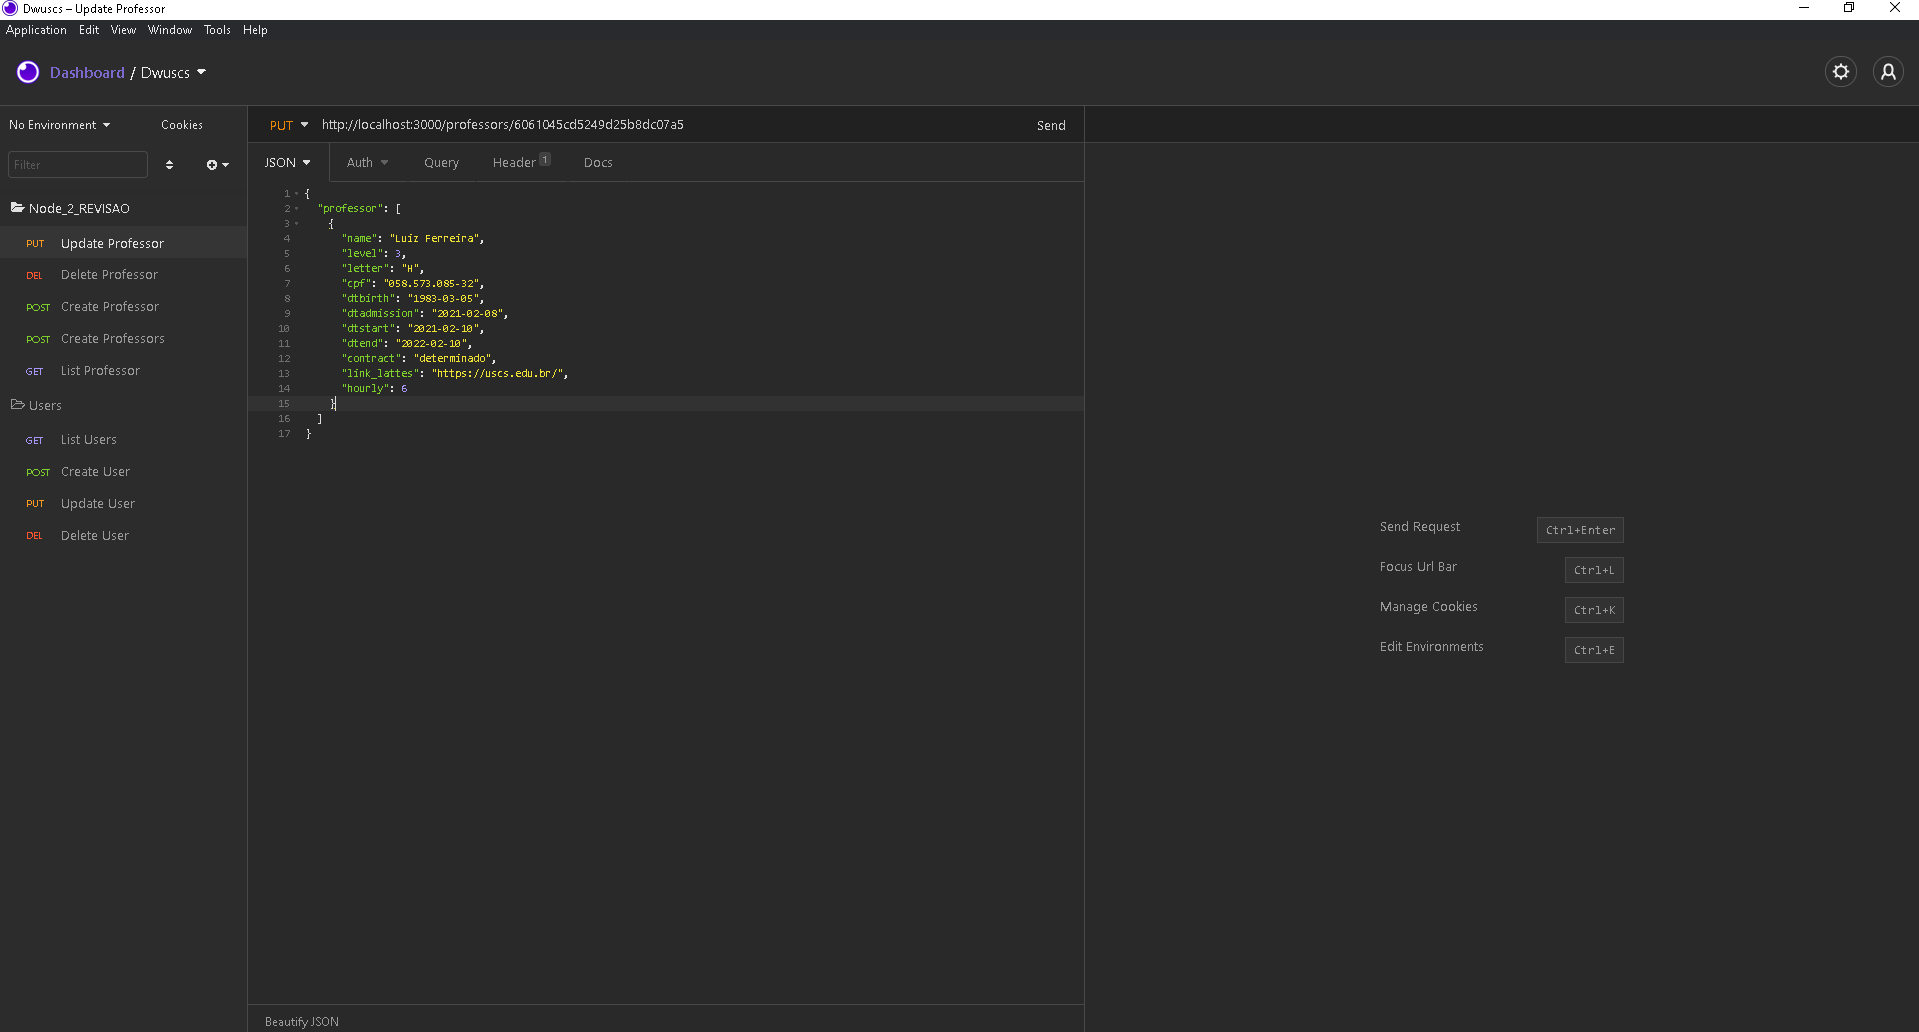 Dwuscs – Update Professor
Application Edit View Window Tools Help
Dashboard / Dwuscs
No Environment Cookies
Filter
Node_2_REVISAO
PUT Update Professor
DEL Delete Professor
POST Create Professor
POST Create Professors
GET List Professor
Users
GET List Users
POST Create User
PUT Update User
DEL Delete User
PUT http://localhost:3000/professors/6061045cd5249d25b8dc07a5 Send
JSON Auth Query Header 1 Docs
1 {
2 "professor": [
3 {
4 "name": "Luiz Ferreira",
5 "level": 3,
6 "letter": "H",
7 "cpf": "058.573.085-32",
8 "dtbirth": "1983-03-05",
9 "dtadmission": "2021-02-08",
10 "dtstart": "2021-02-10",
11 "dtend": "2022-02-10",
12 "contract": "determinado",
13 "link_lattes": "https://uscs.edu.br/",
14 "hourly": 6
15 }
16 ]
17 }
Beautify JSON
Send Request Ctrl+Enter
Focus Url Bar Ctrl+L
Manage Cookies Ctrl+K
Edit Environments Ctrl+E